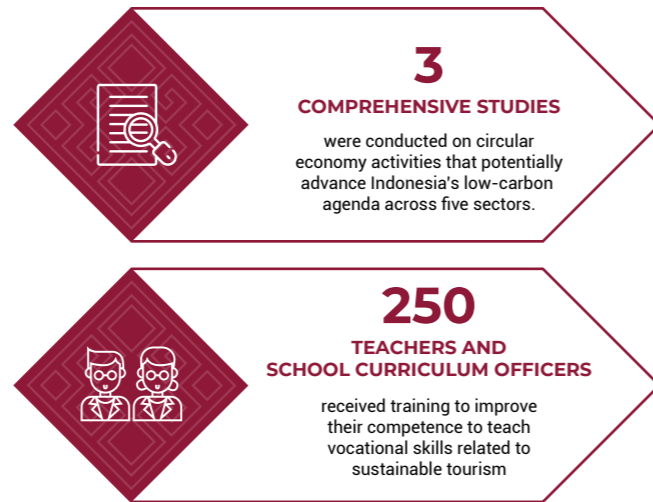 3
COMPREHENSIVE STUDIES
were conducted on circular
economy activities that potentially
advance Indonesia's low-carbon
agenda across five sectors.
250
TEACHERS AND
SCHOOL CURRICULUM OFFICERS
received training to improve
their competence to teach
vocational skills related to
sustainable tourism